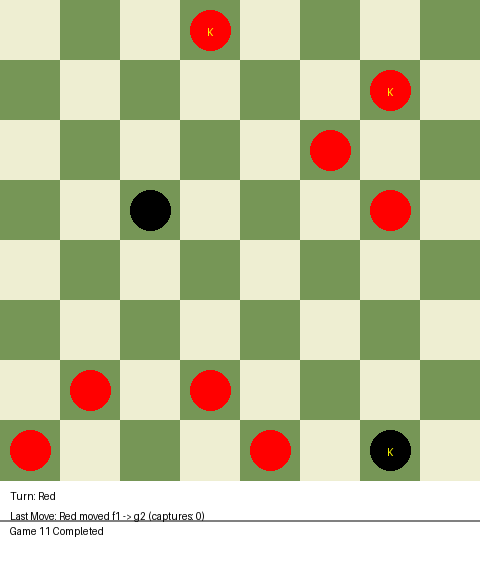 K
K
K
Turn: Red
Last Move: Red moved f1 -> g2 (captures: 0)
Game 11 Completed